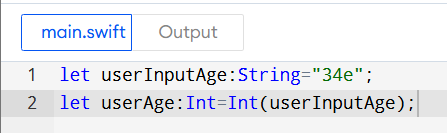 main.swift Output
1 let userInputAge:String="34e";
2 let userAge:Int=Int(userInputAge);